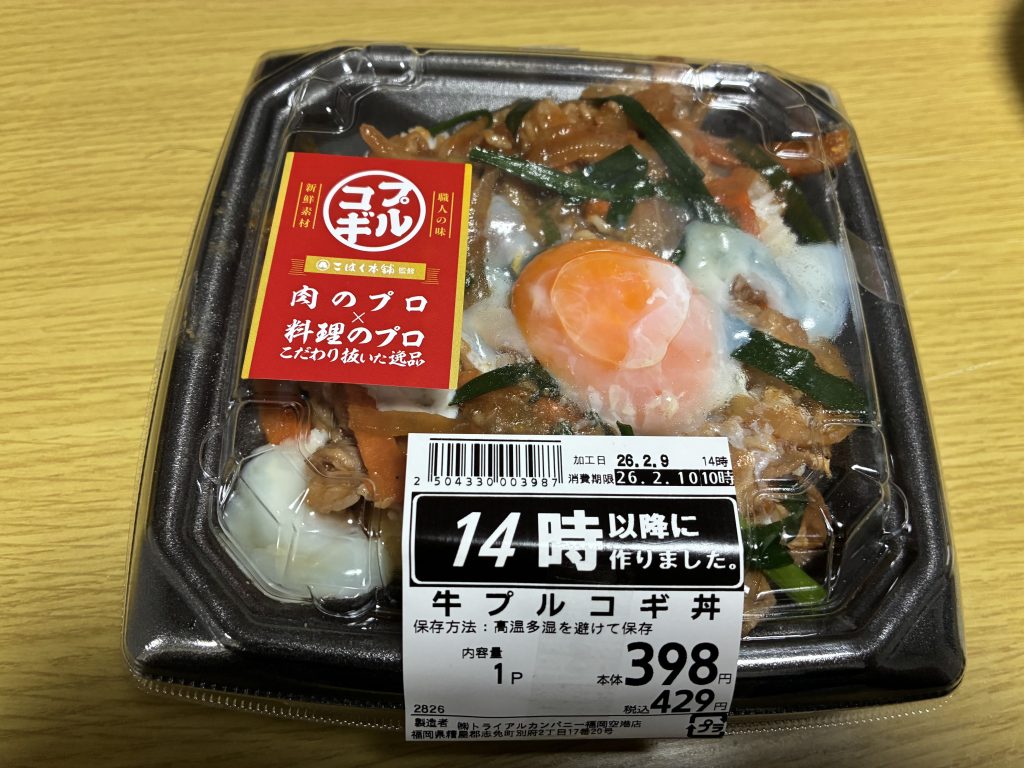 新鮮素材
プルコギ
職人の味
こはく本舗 監修
肉のプロ
×
料理のプロ
こだわり抜いた逸品
2 504330 003987
加工日 26.2.9 14時
消費期限 26.2.10 10時
14時以降に作りました。
牛プルコギ丼
保存方法：高温多湿を避けて保存
内容量
1P
本体398円
税込429円
2826
プラ
製造者 ㈱トライアルカンパニー福岡空港店
福岡県糟屋郡志免町別府2丁目17番20号